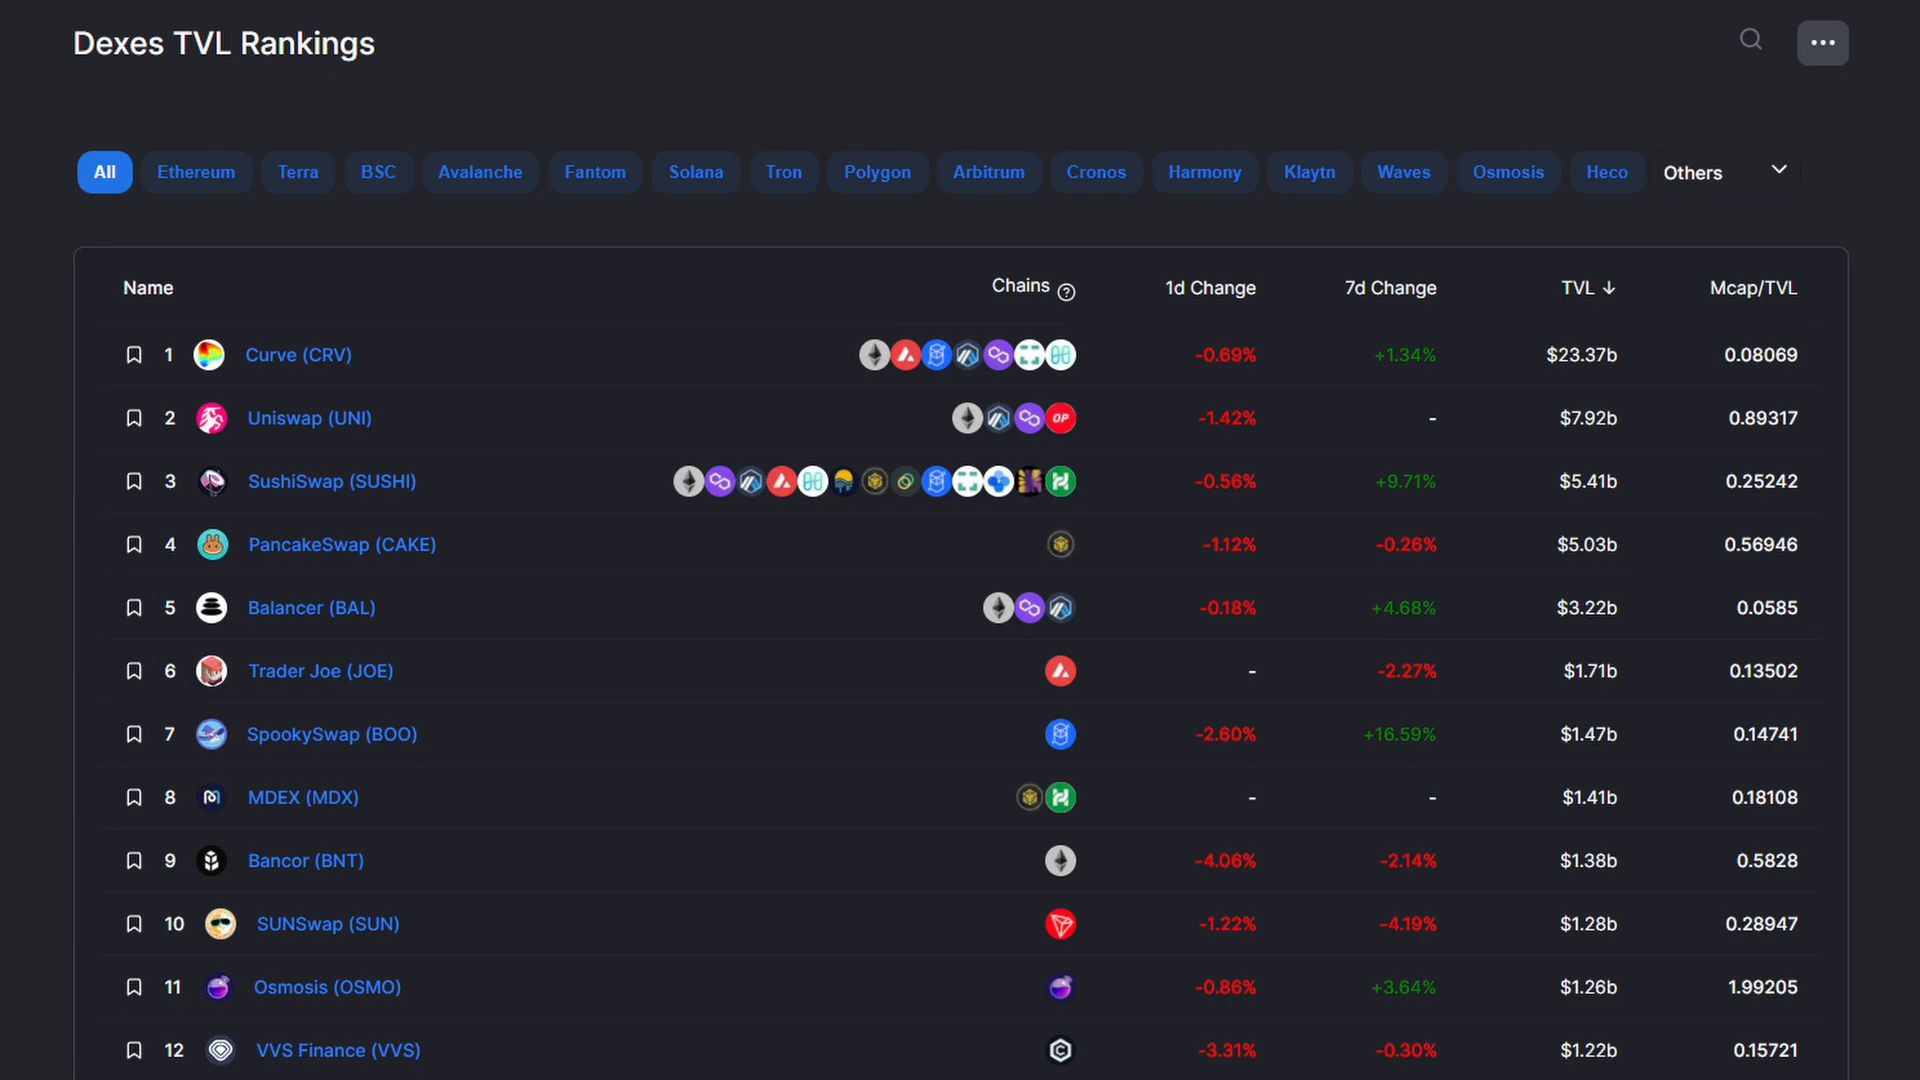 Dexes TVL Rankings
All Ethereum Terra BSC Avalanche Fantom Solana Tron Polygon Arbitrum Cronos Harmony Klaytn Waves Osmosis Heco Others
Name Chains ? 1d Change 7d Change TVL ↓ Mcap/TVL
1 Curve (CRV) -0.69% +1.34% $23.37b 0.08069
2 Uniswap (UNI) OP -1.42% - $7.92b 0.89317
3 SushiSwap (SUSHI) -0.56% +9.71% $5.41b 0.25242
4 PancakeSwap (CAKE) -1.12% -0.26% $5.03b 0.56946
5 Balancer (BAL) -0.18% +4.68% $3.22b 0.0585
6 Trader Joe (JOE) - -2.27% $1.71b 0.13502
7 SpookySwap (BOO) -2.60% +16.59% $1.47b 0.14741
8 MDEX (MDX) - - $1.41b 0.18108
9 Bancor (BNT) -4.06% -2.14% $1.38b 0.5828
10 SUNSwap (SUN) -1.22% -4.19% $1.28b 0.28947
11 Osmosis (OSMO) -0.86% +3.64% $1.26b 1.99205
12 VVS Finance (VVS) -3.31% -0.30% $1.22b 0.15721